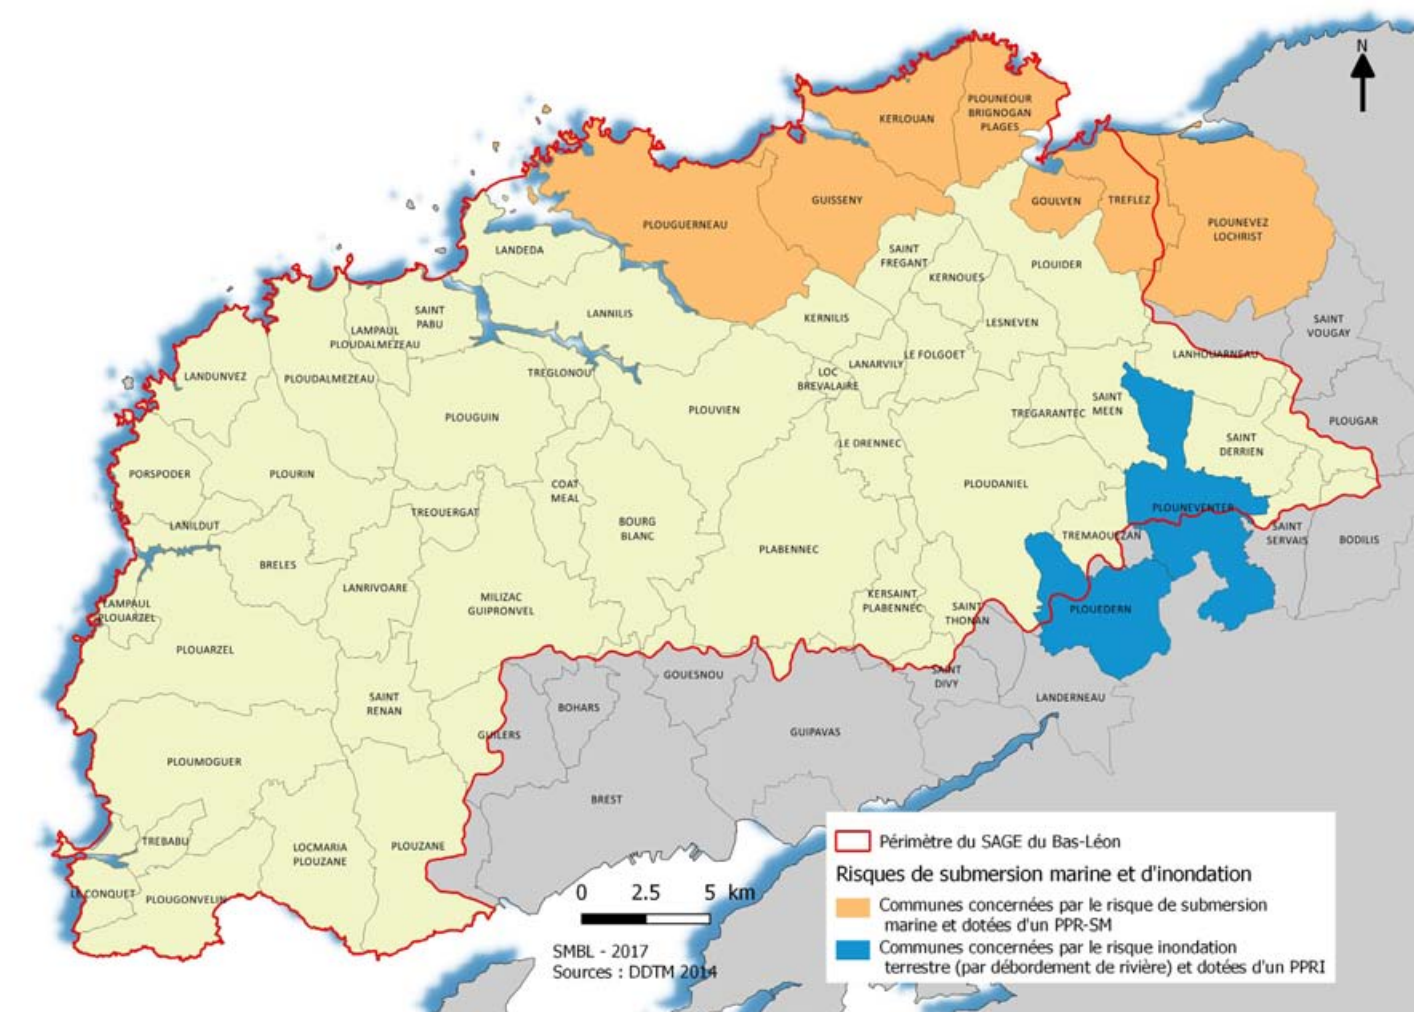 N
KERLOUAN
PLOUNEOUR
BRIGNOGAN
PLAGES
GUISSENY
GOULVEN
TREFLEZ
PLOUGUERNEAU
PLOUNEVEZ
LOCHRIST
LANDEDA
SAINT
FREGANT
KERNOUES
PLOUIDER
LANNILIS
SAINT
PABU
LAMPAUL
PLOUDALMEZEAU
KERNILIS
LESNEVEN
SAINT
VOUGAY
LE FOLGOET
LANHOUARNEAU
LANARVILY
LANDUNVEZ
PLOUDALMEZEAU
TREGLONOU
LOC
BREVALAIRE
PLOUGUIN
PLOUVIEN
TREGARANTEC
SAINT
MEEN
PLOUGAR
LE DRENNEC
SAINT
DERRIEN
PORSPODER
PLOURIN
COAT
MEAL
PLOUDANIEL
TREOUERGAT
PLOUNEVENTER
LANILDUT
BOURG
BLANC
TREMAOUEZAN
SAINT
SERVAIS
BODILIS
PLABENNEC
BRELES
LANRIVOARE
MILIZAC
GUIPRONVEL
KERSAINT
PLABENNEC
SAINT
THONAN
PLOUEDERN
LAMPAUL
PLOUARZEL
PLOUARZEL
GOUESNOU
SAINT
DIVY
LANDERNEAU
SAINT
RENAN
BOHARS
GUILERS
GUIPAVAS
PLOUMOGUER
BREST
TREBABU
LOCMARIA
PLOUZANE
PLOUZANE
LE CONQUET
PLOUGONVELIN
0 2.5 5 km
SMBL - 2017
Sources : DDTM 2014
Périmètre du SAGE du Bas-Léon
Risques de submersion marine et d'inondation
Communes concernées par le risque de submersion
marine et dotées d'un PPR-SM
Communes concernées par le risque inondation
terrestre (par débordement de rivière) et dotées d'un PPRI